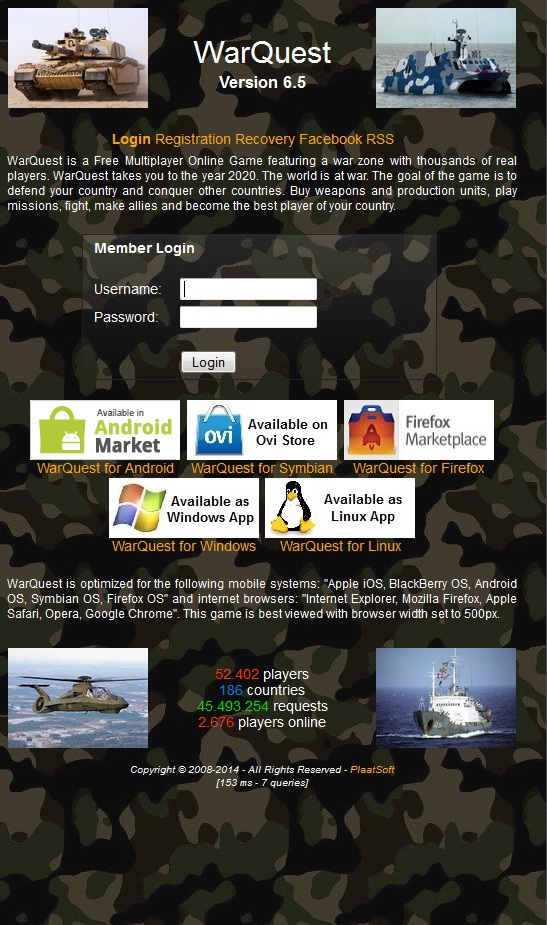 WarQuest
Version 6.5
Login Registration Recovery Facebook RSS
WarQuest is a Free Multiplayer Online Game featuring a war zone with thousands of real
players. WarQuest takes you to the year 2020. The world is at war. The goal of the game is to
defend your country and conquer other countries. Buy weapons and production units, play
missions, fight, make allies and become the best player of your country.
Member Login
Username:
Password:
Login
Available in
Android
Market
ovi
Available on
Ovi Store
Firefox
Marketplace
WarQuest for Android
WarQuest for Symbian
WarQuest for Firefox
Available as
Windows App
Available as
Linux App
WarQuest for Windows
WarQuest for Linux
WarQuest is optimized for the following mobile systems: "Apple iOS, BlackBerry OS, Android
OS, Symbian OS, Firefox OS" and internet browsers: "Internet Explorer, Mozilla Firefox, Apple
Safari, Opera, Google Chrome". This game is best viewed with browser width set to 500px.
52.402 players
186 countries
45.493.254 requests
2.676 players online
Copyright © 2008-2014 - All Rights Reserved - PlaatSoft
[153 ms - 7 queries]